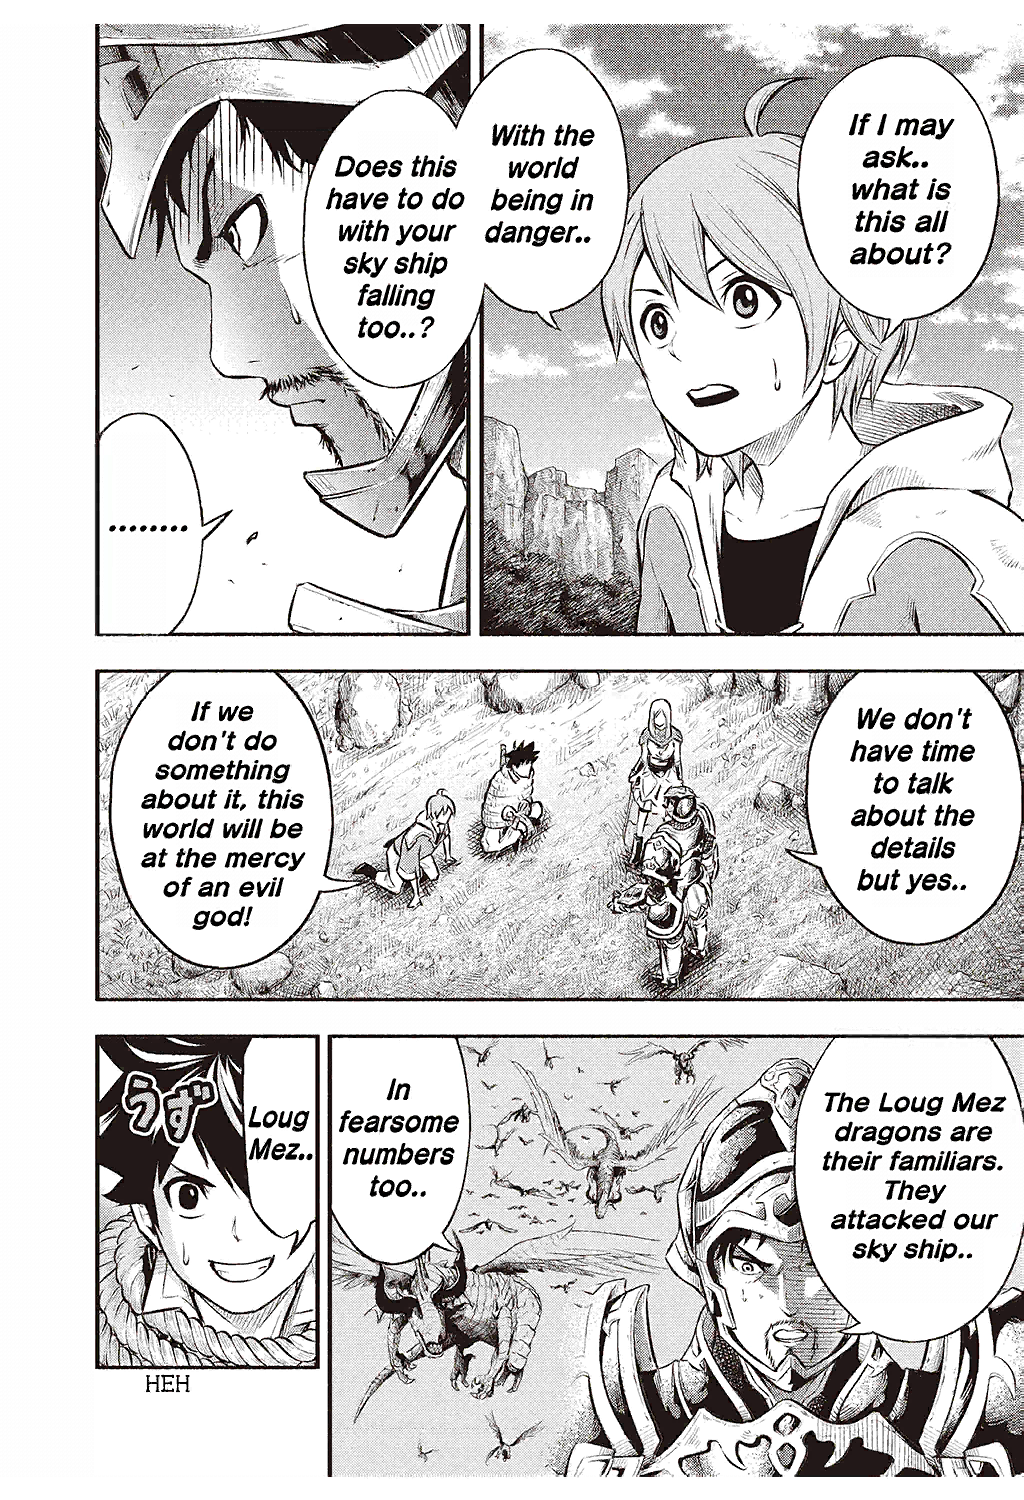 If I may
ask..
what is
this all
about?
With the
world
being in
danger..
Does this
have to do
with your
sky ship
falling
too..?
.........
We don't
have time
to talk
about the
details
but yes..
If we
don't do
something
about it, this
world will be
at the mercy
of an evil
god!
The Loug Mez
dragons are
their familiars.
They
attacked our
sky ship..
In
fearsome
numbers
too..
Loug
Mez..
うず
HEH